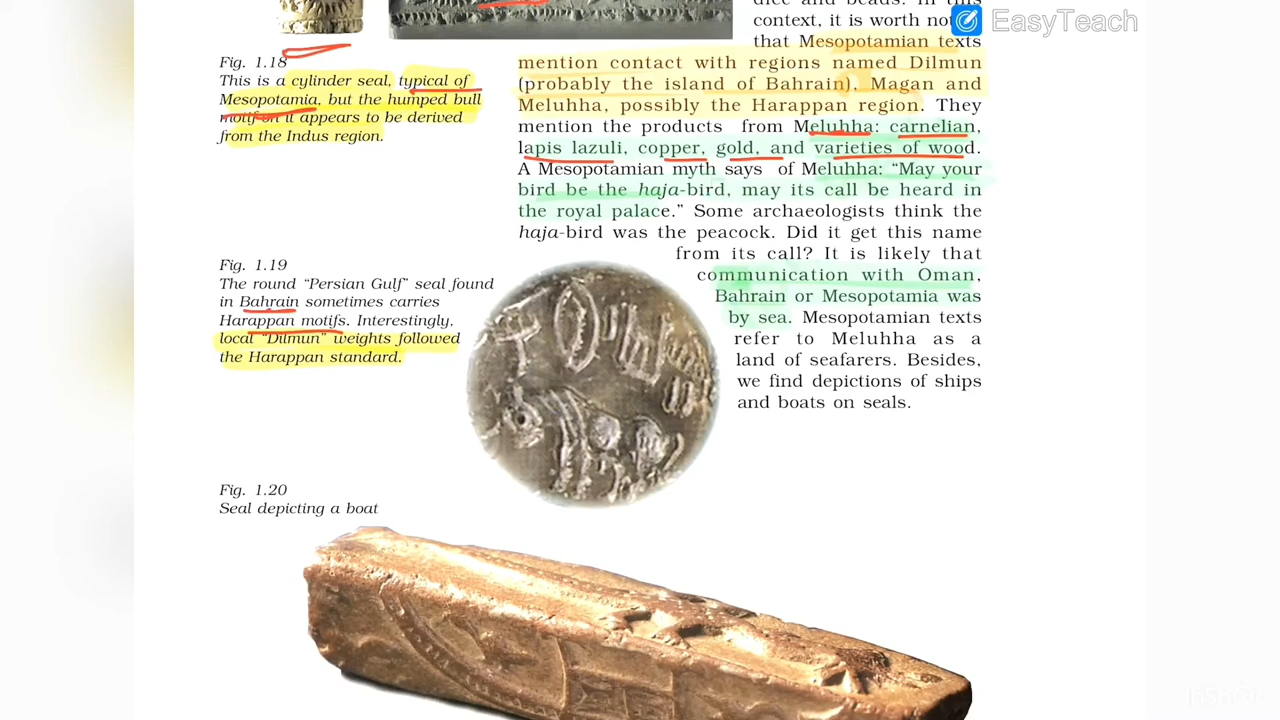 EasyTeach
dice and beads. In this
context, it is worth
that Mesopotamian texts
mention contact with regions named Dilmun
(probably the island of Bahrain), Magan and
Meluhha, possibly the Harappan region. They
mention the products from Meluhha: carnelian,
lapis lazuli, copper, gold, and varieties of wood.
A Mesopotamian myth says of Meluhha: “May your
bird be the haja-bird, may its call be heard in
the royal palace.” Some archaeologists think the
haja-bird was the peacock. Did it get this name
from its call? It is likely that
communication with Oman,
Bahrain or Mesopotamia was
by sea. Mesopotamian texts
refer to Meluhha as a
land of seafarers. Besides,
we find depictions of ships
and boats on seals.
Fig. 1.18
This is a cylinder seal, typical of
Mesopotamia, but the humped bull
motif on it appears to be derived
from the Indus region.
Fig. 1.19
The round “Persian Gulf” seal found
in Bahrain sometimes carries
Harappan motifs. Interestingly,
local “Dilmun” weights followed
the Harappan standard.
Fig. 1.20
Seal depicting a boat